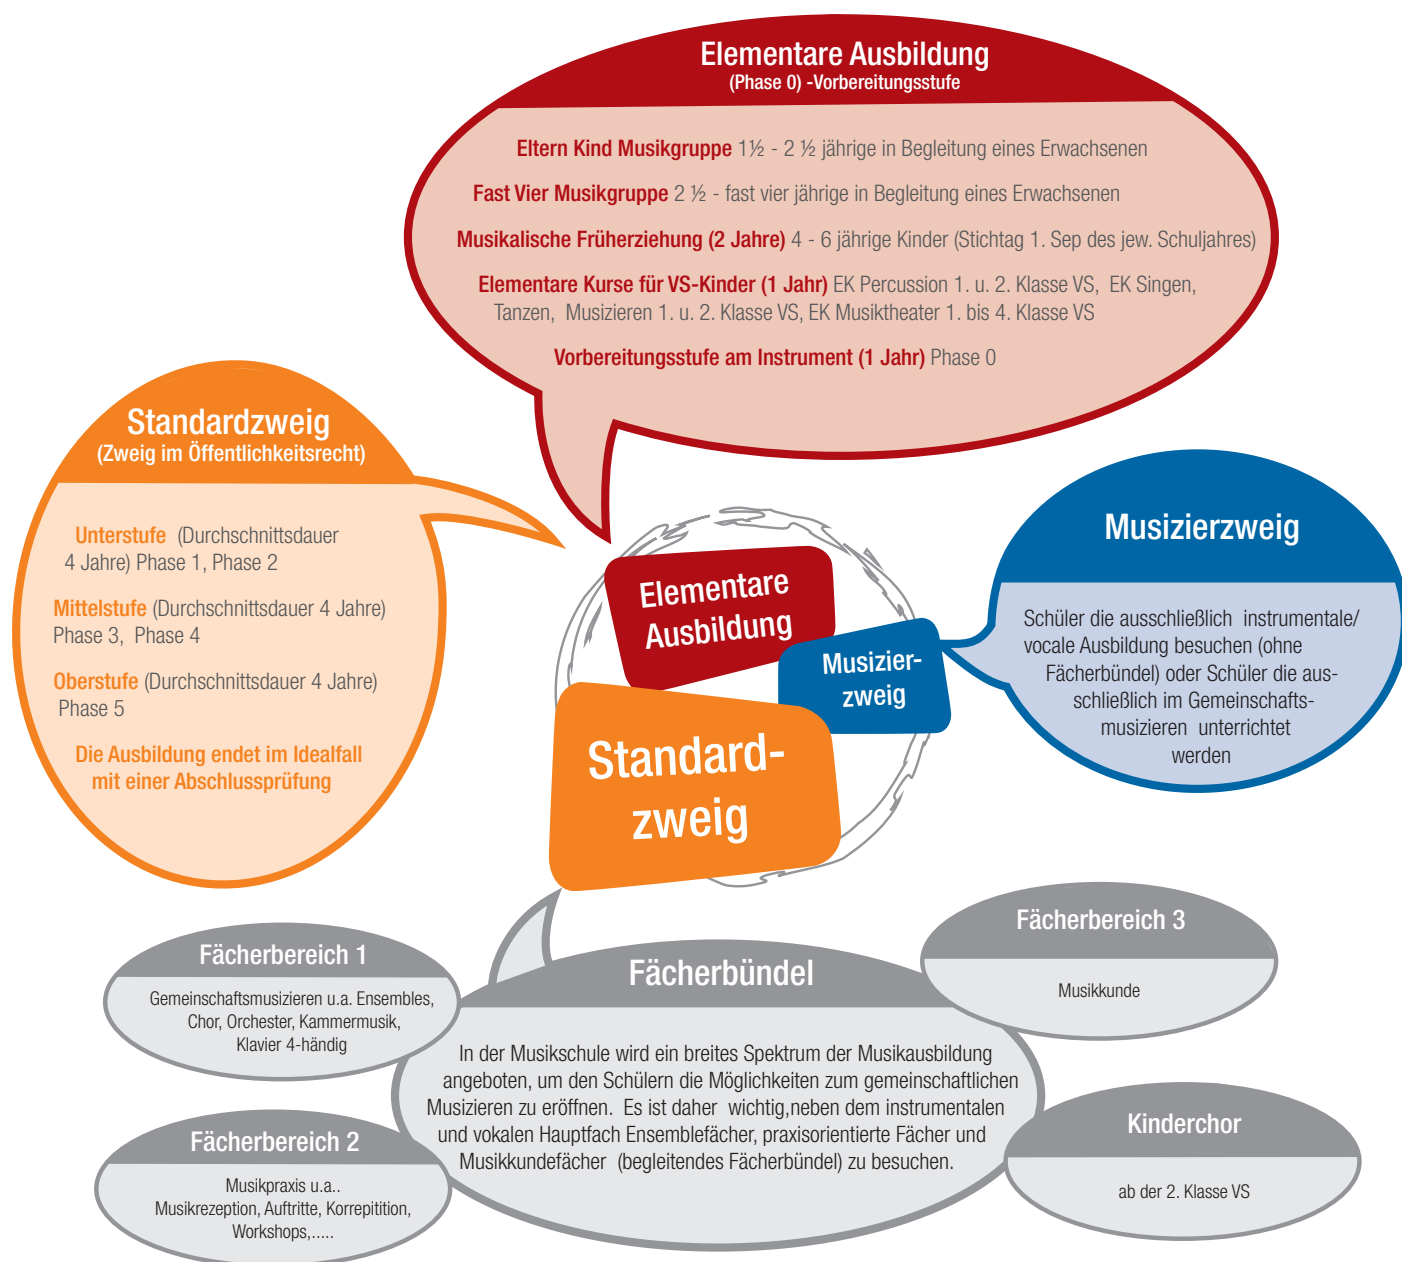 Elementare Ausbildung
(Phase 0) -Vorbereitungsstufe
Eltern Kind Musikgruppe 1½ - 2 ½ jährige in Begleitung eines Erwachsenen
Fast Vier Musikgruppe 2 ½ - fast vier jährige in Begleitung eines Erwachsenen
Musikalische Früherziehung (2 Jahre) 4 - 6 jährige Kinder (Stichtag 1. Sep des jew. Schuljahres)
Elementare Kurse für VS-Kinder (1 Jahr) EK Percussion 1. u. 2. Klasse VS, EK Singen,
Tanzen, Musizieren 1. u. 2. Klasse VS, EK Musiktheater 1. bis 4. Klasse VS
Vorbereitungsstufe am Instrument (1 Jahr) Phase 0
Standardzweig
(Zweig im Öffentlichkeitsrecht)
Unterstufe (Durchschnittsdauer
4 Jahre) Phase 1, Phase 2
Mittelstufe (Durchschnittsdauer 4 Jahre)
Phase 3, Phase 4
Oberstufe (Durchschnittsdauer 4 Jahre)
Phase 5
Die Ausbildung endet im Idealfall
mit einer Abschlussprüfung
Musizierzweig
Schüler die ausschließlich instrumentale/
vocale Ausbildung besuchen (ohne
Fächerbündel) oder Schüler die aus-
schließlich im Gemeinschafts-
musizieren unterrichtet
werden
Elementare
Ausbildung
Musizier-
zweig
Standard-
zweig
Fächerbereich 1
Gemeinschaftsmusizieren u.a. Ensembles,
Chor, Orchester, Kammermusik,
Klavier 4-händig
Fächerbereich 2
Musikpraxis u.a..
Musikrezeption, Auftritte, Korrepitition,
Workshops,.....
Fächerbündel
In der Musikschule wird ein breites Spektrum der Musikausbildung
angeboten, um den Schülern die Möglichkeiten zum gemeinschaftlichen
Musizieren zu eröffnen. Es ist daher wichtig,neben dem instrumentalen
und vokalen Hauptfach Ensemblefächer, praxisorientierte Fächer und
Musikkundefächer (begleitendes Fächerbündel) zu besuchen.
Fächerbereich 3
Musikkunde
Kinderchor
ab der 2. Klasse VS